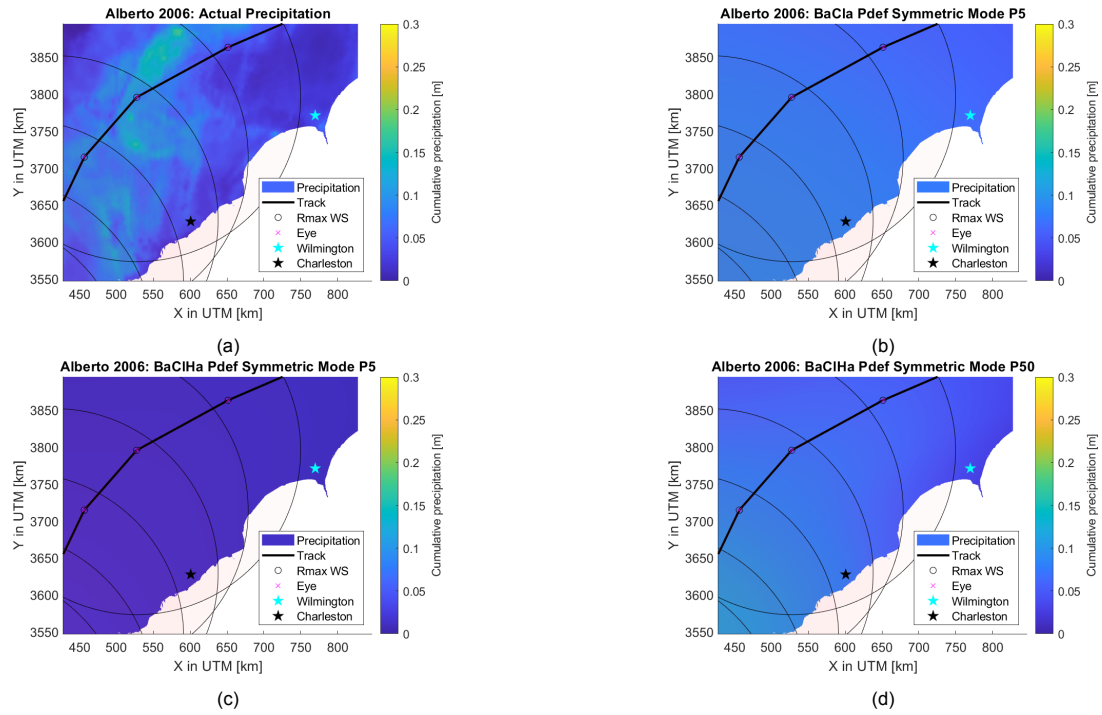 Alberto 2006: Actual Precipitation
Y in UTM [km]
3850
3800
3750
3700
3650
3600
3550
450 500 550 600 650 700 750 800
X in UTM [km]
Precipitation
Track
Rmax WS
Eye
Wilmington
Charleston
0.3
0.25
0.2
0.15
0.1
0.05
0
Cumulative precipitation [m]
(a)
Alberto 2006: BaCla Pdef Symmetric Mode P5
Y in UTM [km]
3850
3800
3750
3700
3650
3600
3550
450 500 550 600 650 700 750 800
X in UTM [km]
Precipitation
Track
Rmax WS
Eye
Wilmington
Charleston
0.3
0.25
0.2
0.15
0.1
0.05
0
Cumulative precipitation [m]
(b)
Alberto 2006: BaClHa Pdef Symmetric Mode P5
Y in UTM [km]
3850
3800
3750
3700
3650
3600
3550
450 500 550 600 650 700 750 800
X in UTM [km]
Precipitation
Track
Rmax WS
Eye
Wilmington
Charleston
0.3
0.25
0.2
0.15
0.1
0.05
0
Cumulative precipitation [m]
(c)
Alberto 2006: BaClHa Pdef Symmetric Mode P50
Y in UTM [km]
3850
3800
3750
3700
3650
3600
3550
450 500 550 600 650 700 750 800
X in UTM [km]
Precipitation
Track
Rmax WS
Eye
Wilmington
Charleston
0.3
0.25
0.2
0.15
0.1
0.05
0
Cumulative precipitation [m]
(d)